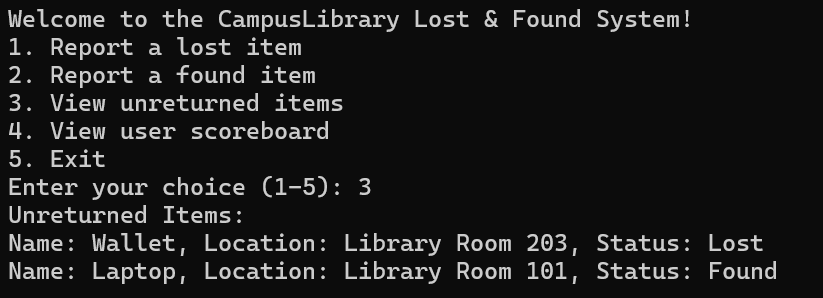 Welcome to the CampusLibrary Lost & Found System!
1. Report a lost item
2. Report a found item
3. View unreturned items
4. View user scoreboard
5. Exit
Enter your choice (1-5): 3
Unreturned Items:
Name: Wallet, Location: Library Room 203, Status: Lost
Name: Laptop, Location: Library Room 101, Status: Found